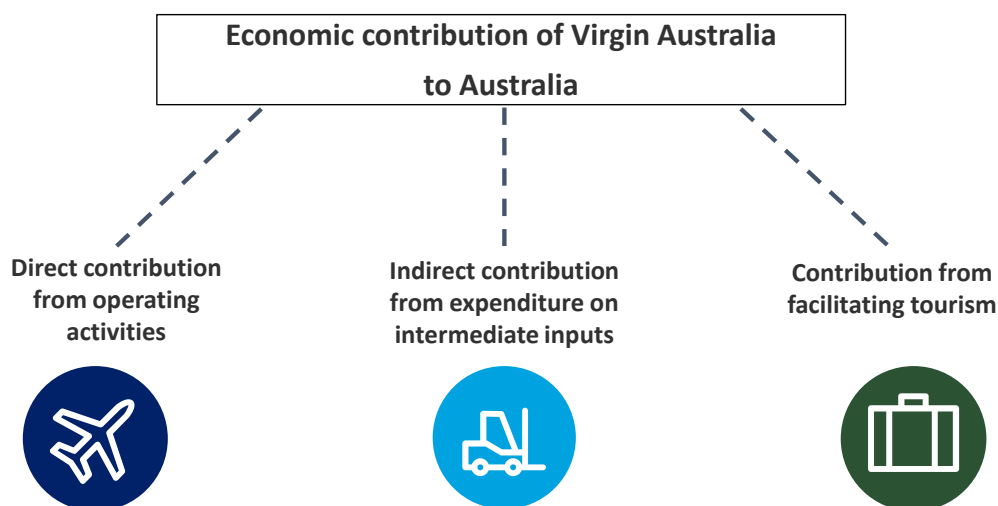 Economic contribution of Virgin Australia
to Australia
Direct contribution
from operating
activities
Indirect contribution
from expenditure on
intermediate inputs
Contribution from
facilitating tourism